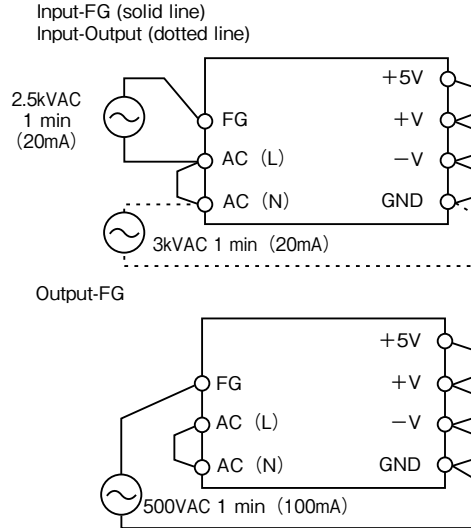 Input-FG (solid line)
Input-Output (dotted line)
2.5kVAC
1 min
(20mA)
FG
AC (L)
AC (N)
+5V
+V
−V
GND
3kVAC 1 min (20mA)
Output-FG
FG
AC (L)
AC (N)
+5V
+V
−V
GND
500VAC 1 min (100mA)